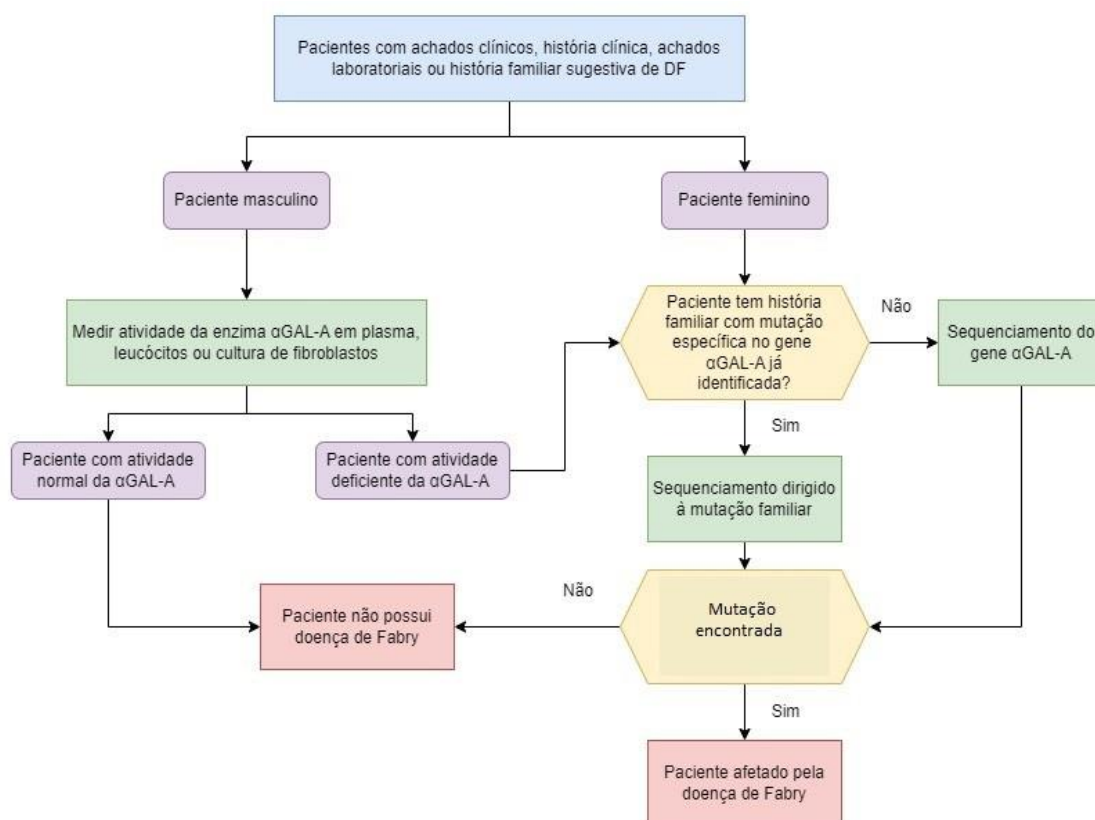 Pacientes com achados clínicos, história clínica, achados
laboratoriais ou história familiar sugestiva de DF
Paciente masculino
Paciente feminino
Medir atividade da enzima αGAL-A em plasma,
leucócitos ou cultura de fibroblastos
Paciente tem história
familiar com mutação
específica no gene
αGAL-A já
identificada?
Não
Sequenciamento do
gene αGAL-A
Sim
Paciente com atividade
normal da αGAL-A
Paciente com atividade
deficiente da αGAL-A
Sequenciamento dirigido
à mutação familiar
Não
Paciente não possui
doença de Fabry
Mutação
encontrada
Sim
Paciente afetado pela
doença de Fabry